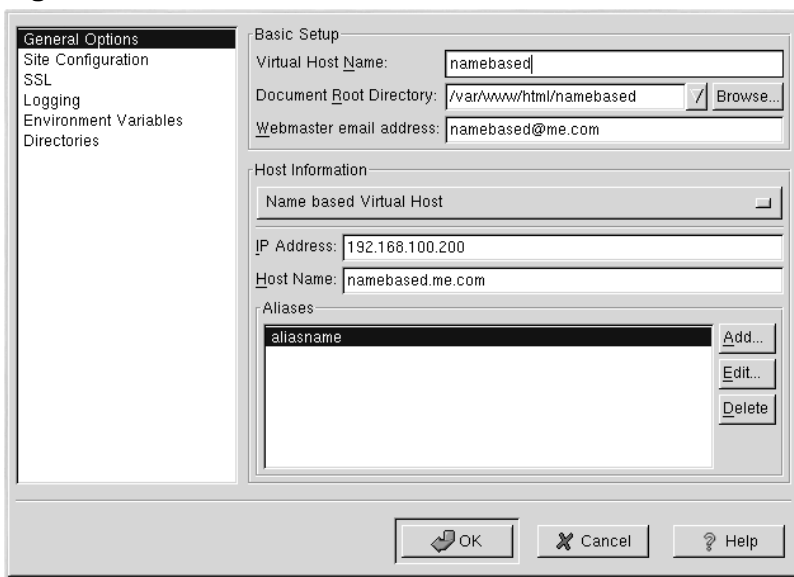 General Options
Site Configuration
SSL
Logging
Environment Variables
Directories
Basic Setup
Virtual Host Name: namebased
Document Root Directory: /var/www/html/namebased Browse...
Webmaster email address: namebased@me.com
Host Information
Name based Virtual Host
IP Address: 192.168.100.200
Host Name: namebased.me.com
Aliases
aliasname
Add...
Edit...
Delete
OK Cancel Help